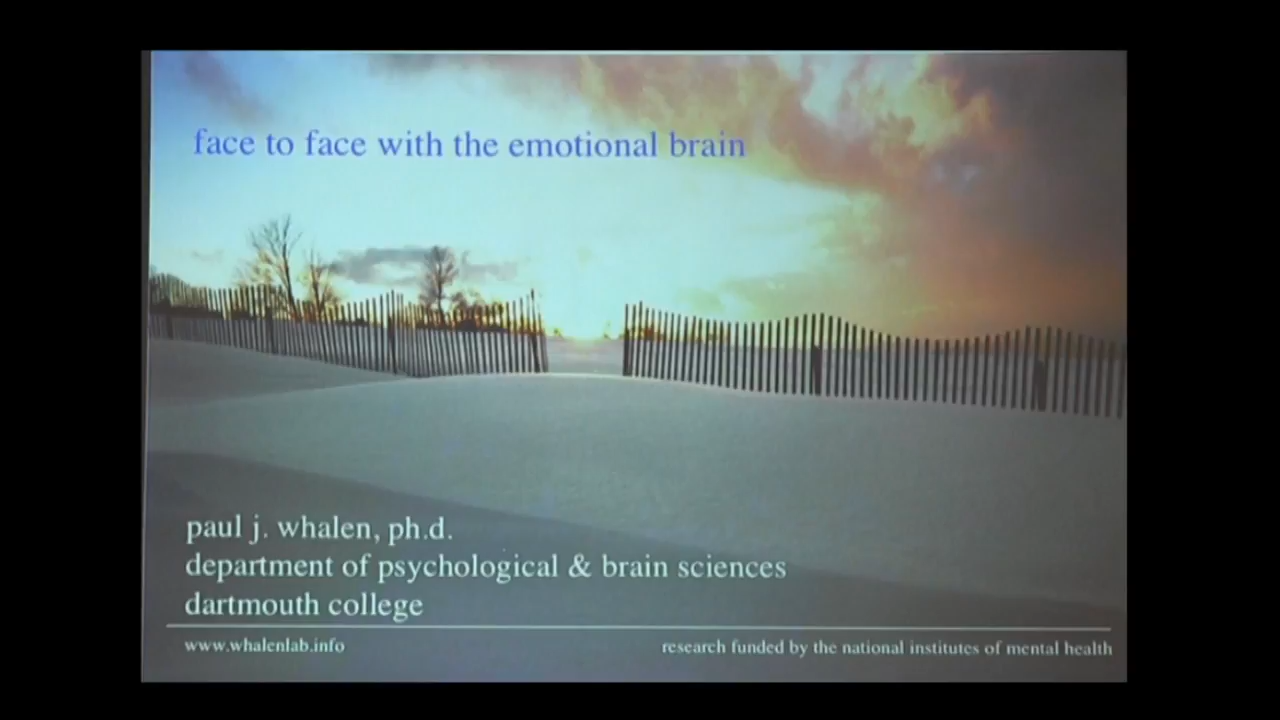 face to face with the emotional brain
paul j. whalen, ph.d.
department of psychological & brain sciences
dartmouth college
www.whalenlab.info
research funded by the national institutes of mental health